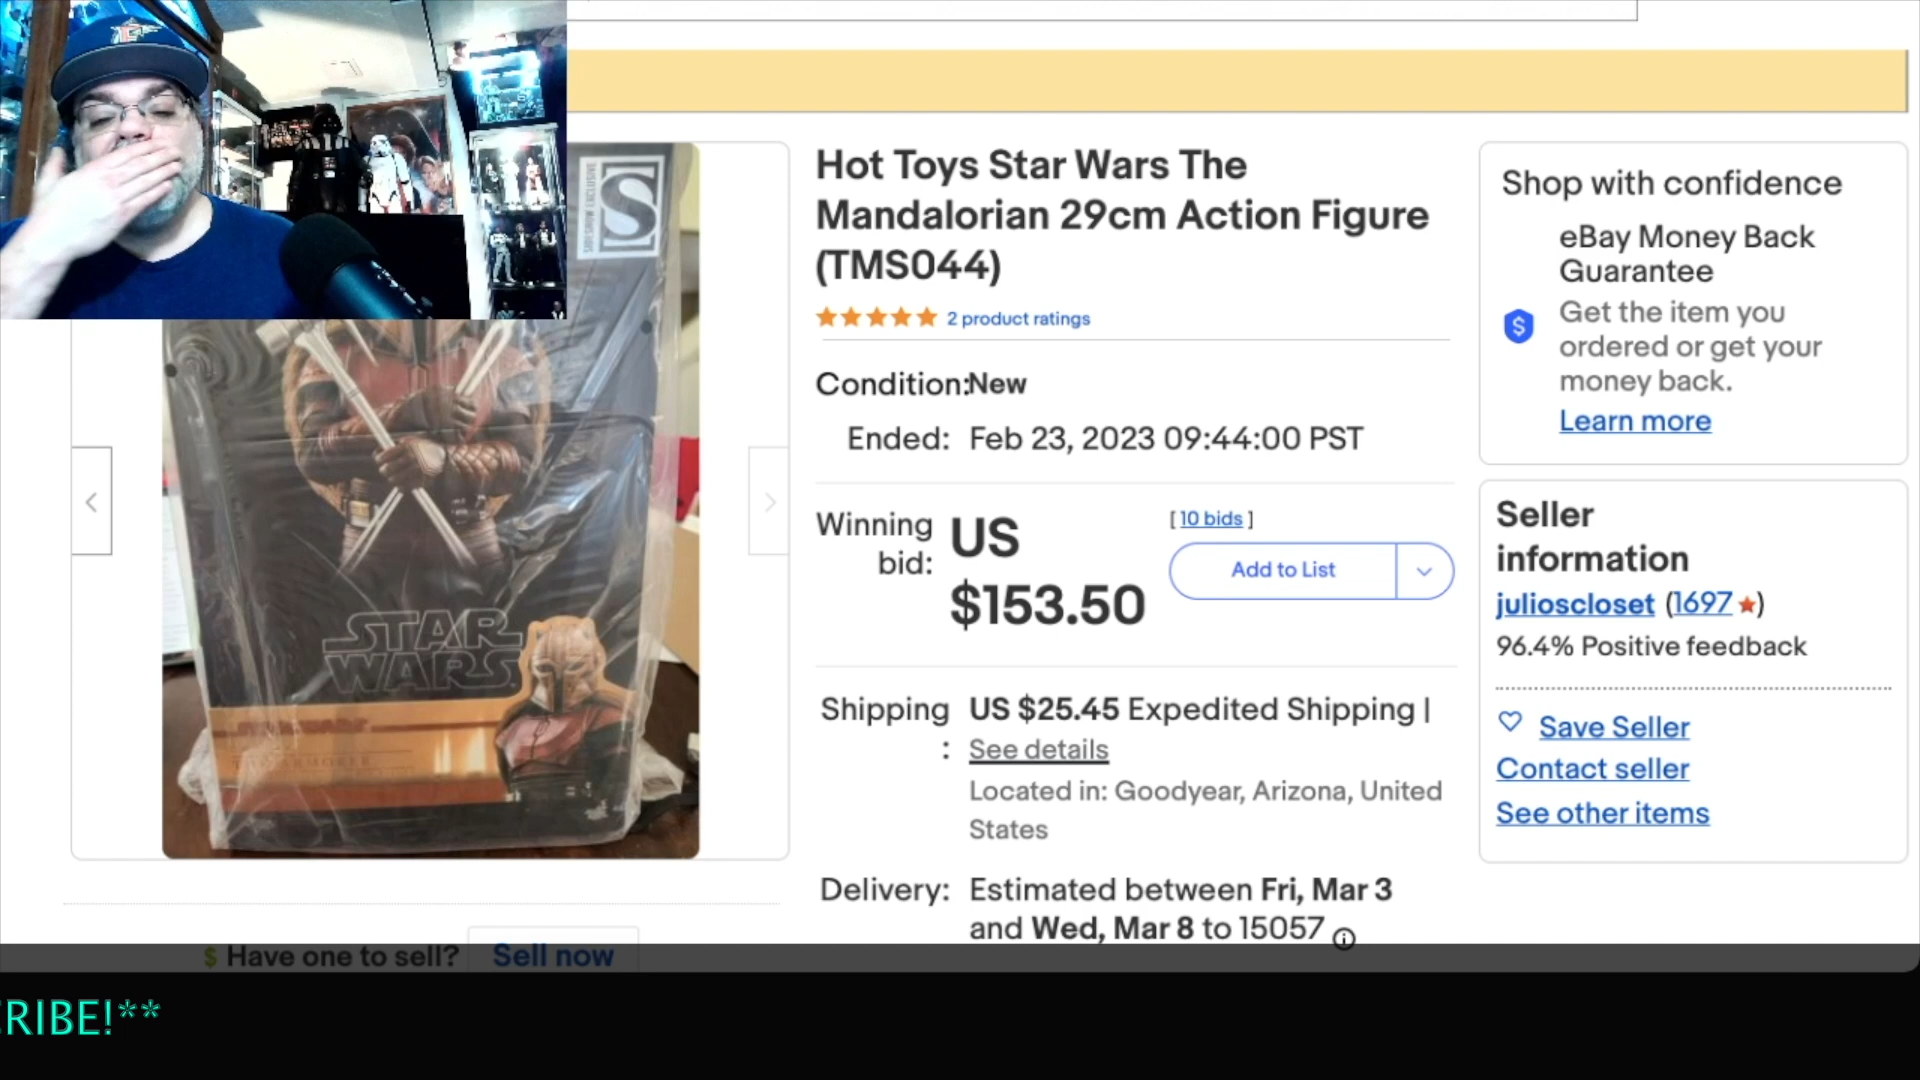 S
SIDESHOW EXCLUSIVE
STAR
WARS
Hot Toys Star Wars The
Mandalorian 29cm Action Figure
(TMS044)
2 product ratings
Condition:New
Ended: Feb 23, 2023 09:44:00 PST
Winning
bid:
US
$153.50
[ 10 bids ]
Add to List
Shipping
:
US $25.45 Expedited Shipping |
See details
Located in: Goodyear, Arizona, United
States
Delivery:
Estimated between Fri, Mar 3
and Wed, Mar 8 to 15057
Shop with confidence
eBay Money Back
Guarantee
Get the item you
ordered or get your
money back.
Learn more
Seller
information
julioscloset (1697)
96.4% Positive feedback
Save Seller
Contact seller
See other items
$ Have one to sell?
Sell now
CRIBE!**